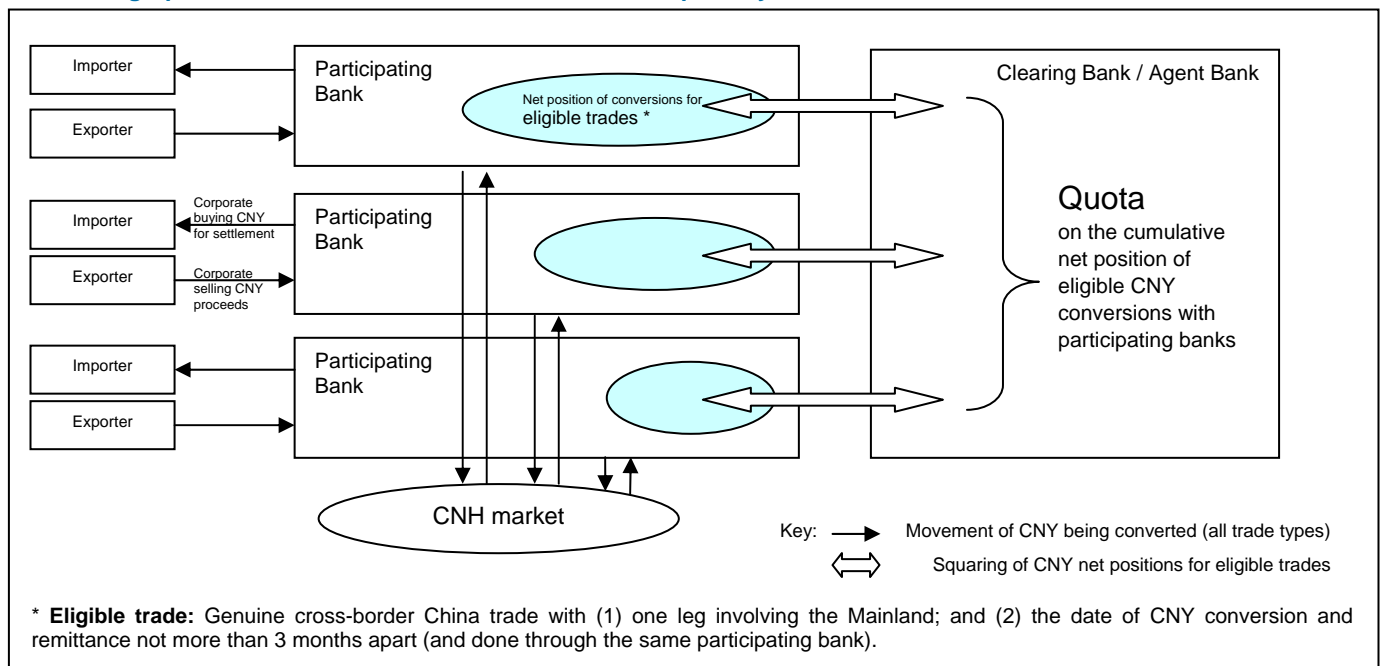 Importer
Exporter
Participating
Bank
Net position of conversions for
eligible trades *
Importer
Exporter
Corporate
buying CNY
for settlement
Corporate
selling CNY
proceeds
Participating
Bank
Importer
Exporter
Participating
Bank
Clearing Bank / Agent Bank
Quota
on the cumulative
net position of
eligible CNY
conversions with
participating banks
CNH market
Key:
Movement of CNY being converted (all trade types)
Squaring of CNY net positions for eligible trades
* Eligible trade: Genuine cross-border China trade with (1) one leg involving the Mainland; and (2) the date of CNY conversion and
remittance not more than 3 months apart (and done through the same participating bank).